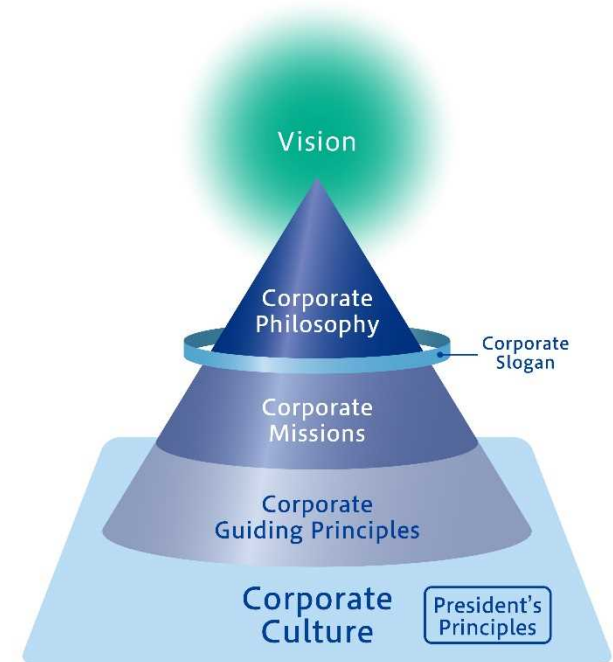 Vision
Corporate
Philosophy
Corporate
Slogan
Corporate
Missions
Corporate
Guiding Principles
Corporate
Culture
President's
Principles